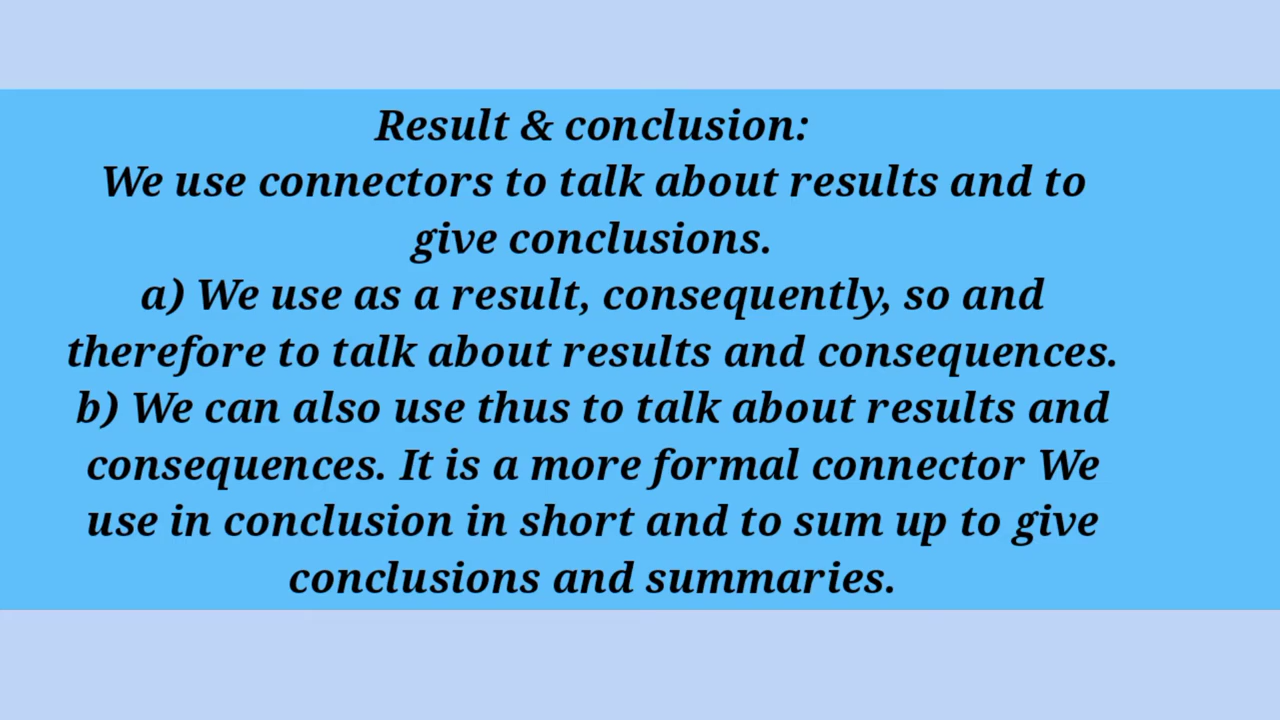 Result & conclusion:
We use connectors to talk about results and to
give conclusions.
a) We use as a result, consequently, so and
therefore to talk about results and consequences.
b) We can also use thus to talk about results and
consequences. It is a more formal connector We
use in conclusion in short and to sum up to give
conclusions and summaries.